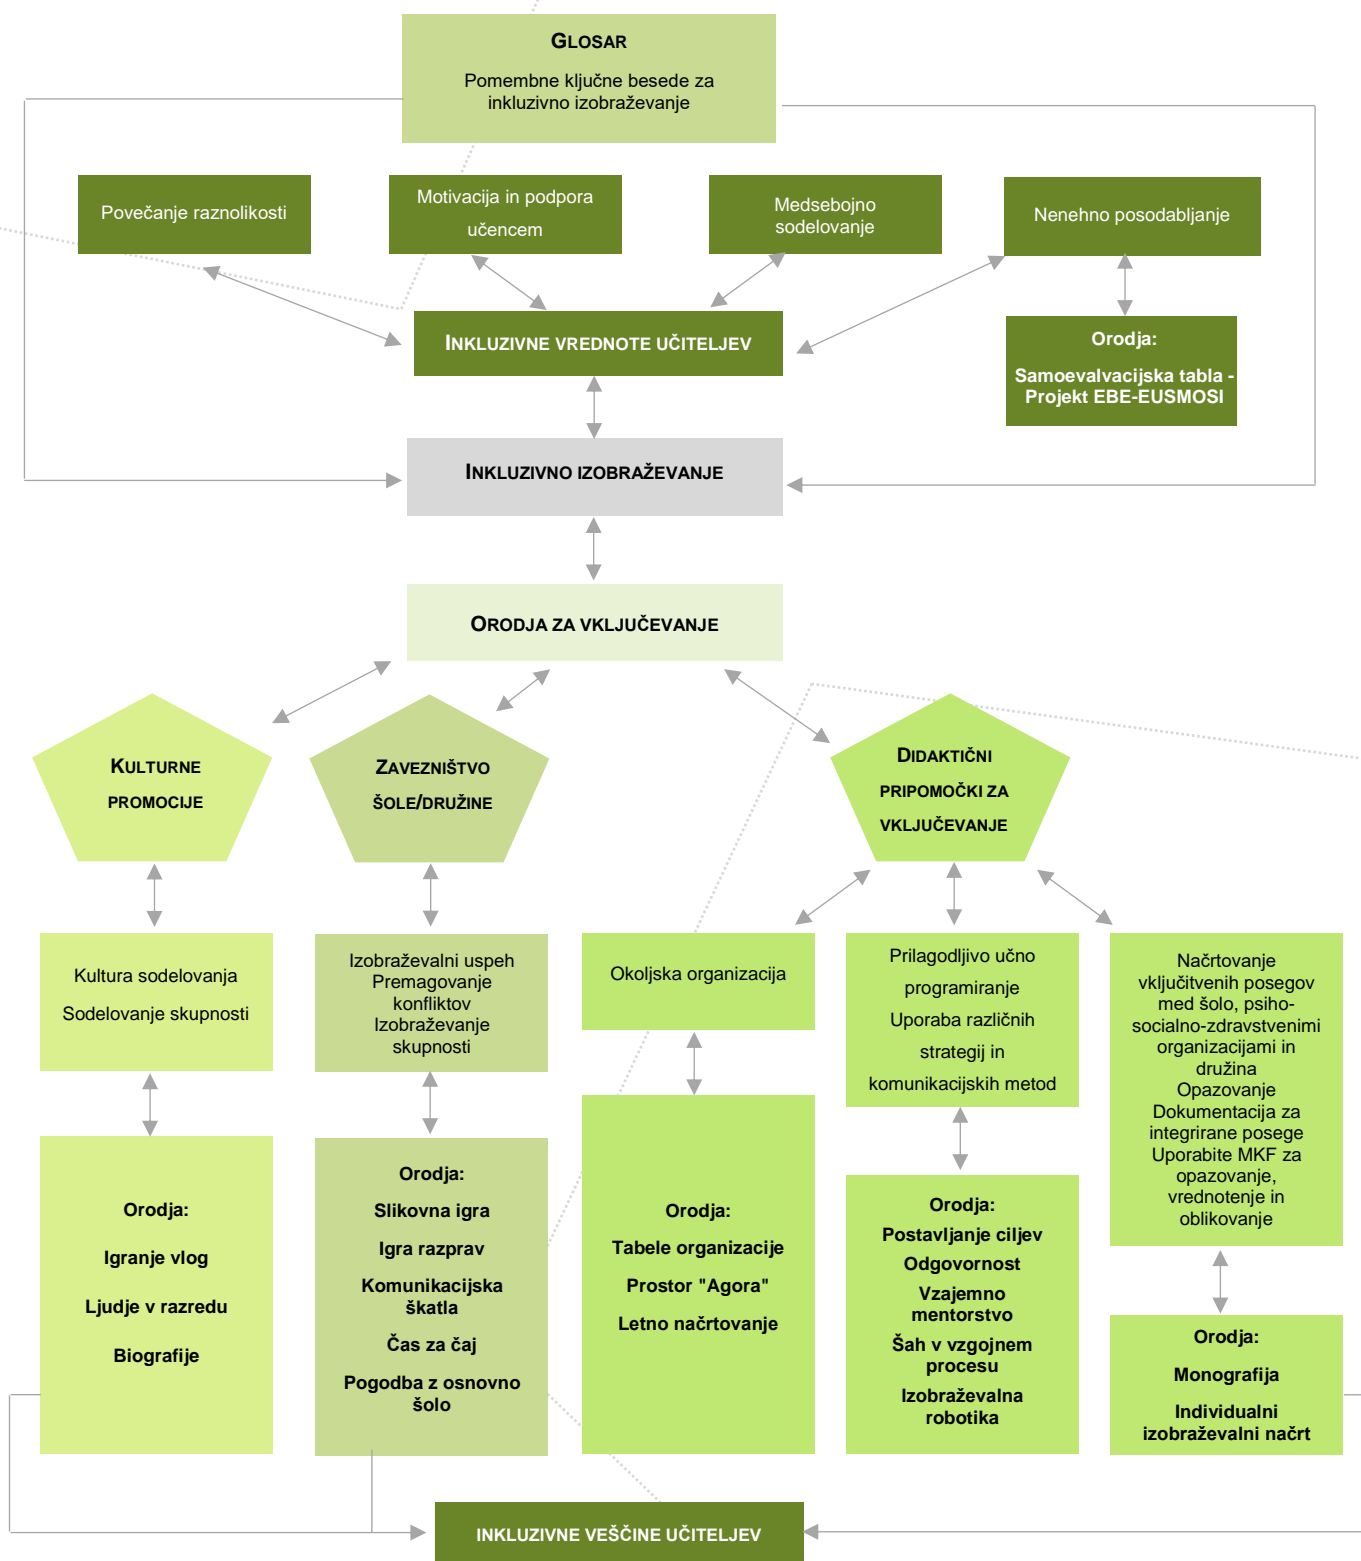 GLOSAR
Pomembne ključne besede za
inkluzivno izobraževanje
Povečanje raznolikosti
Motivacija in podpora
učencem
Medsebojno
sodelovanje
Nenehno posodabljanje
INKLUZIVNE VREDNOTE UČITELJEV
Orodja:
Samoevalvacijska tabla -
Projekt EBE-EUSMOSI
INKLUZIVNO IZOBRAŽEVANJE
ORODJA ZA VKLJUČEVANJE
KULTURNE
PROMOCIJE
ZAVEZNIŠTVO
ŠOLE/DRUŽINE
DIDAKTIČNI
PRIPOMOČKI ZA
VKLJUČEVANJE
Kultura sodelovanja
Sodelovanje skupnosti
Izobraževalni uspeh
Premagovanje
konfliktov
Izobraževanje
skupnosti
Okoljska organizacija
Prilagodljivo učno
programiranje
Uporaba različnih
strategij in
komunikacijskih metod
Načrtovanje
vključitvenih posegov
med šolo, psiho-
socialno-zdravstvenimi
organizacijami in
družina
Opazovanje
Dokumentacija za
integrirane posege
Uporabite MKF za
opazovanje,
vrednotenje in
oblikovanje
Orodja:
Igranje vlog
Ljudje v razredu
Biografije
Orodja:
Slikovna igra
Igra razprav
Komunikacijska
škatla
Čas za čaj
Pogodba z osnovno
šolo
Orodja:
Tabele organizacije
Prostor "Agora"
Letno načrtovanje
Orodja:
Postavljanje ciljev
Odgovornost
Vzajemno
mentorstvo
Šah v vzgojnem
procesu
Izobraževalna
robotika
Orodja:
Monografija
Individualni
izobraževalni načrt
INKLUZIVNE VEŠČINE UČITELJEV